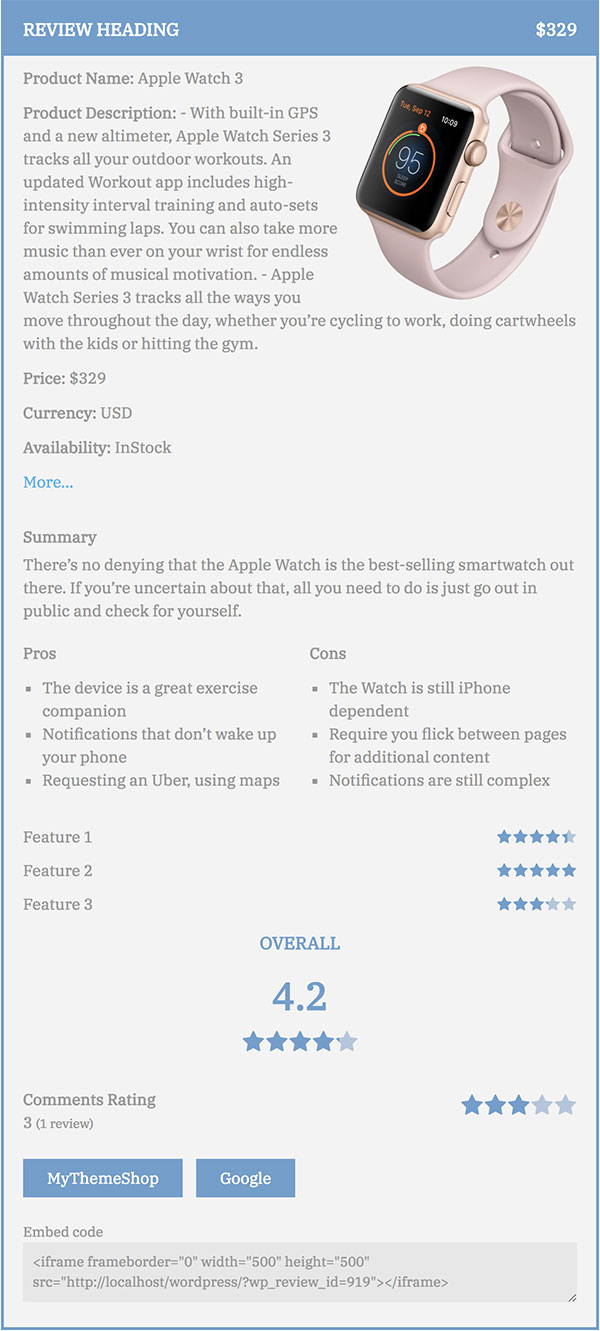 REVIEW HEADING $329
Product Name: Apple Watch 3
Product Description: - With built-in GPS
and a new altimeter, Apple Watch Series 3
tracks all your outdoor workouts. An
updated Workout app includes high-
intensity interval training and auto-sets
for swimming laps. You can also take more
music than ever on your wrist for endless
amounts of musical motivation. - Apple
Watch Series 3 tracks all the ways you
move throughout the day, whether you’re cycling to work, doing cartwheels
with the kids or hitting the gym.
Tue, Sep 12
10:09
95
SLEEP
SCORE
Price: $329
Currency: USD
Availability: InStock
More...
Summary
There’s no denying that the Apple Watch is the best-selling smartwatch out
there. If you’re uncertain about that, all you need to do is just go out in
public and check for yourself.
Pros
The device is a great exercise
companion
Notifications that don’t wake up
your phone
Requesting an Uber, using maps
Cons
The Watch is still iPhone
dependent
Require you flick between pages
for additional content
Notifications are still complex
Feature 1
Feature 2
Feature 3
OVERALL
4.2
Comments Rating
3 (1 review)
MyThemeShop Google
Embed code
<iframe frameborder="0" width="500" height="500"
src="http://localhost/wordpress/?wp_review_id=919"></iframe>